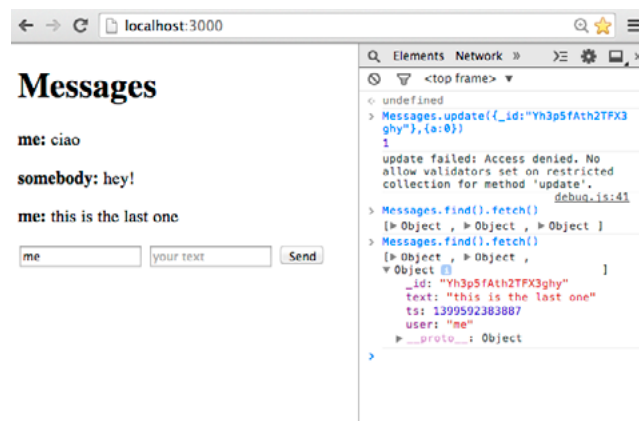 localhost:3000
Messages
me: ciao
somebody: hey!
me: this is the last one
me
your text
Send
Elements Network »
<top frame> ▼
undefined
Messages.update({_id:"Yh3p5fAth2TFX3
ghy"},{a:0})
1
update failed: Access denied. No
allow validators set on restricted
collection for method 'update'.
debug.js:41
Messages.find().fetch()
[▶ Object , ▶ Object , ▶ Object ]
Messages.find().fetch()
[▶ Object , ▶ Object ,
▼ Object ]
_id: "Yh3p5fAth2TFX3ghy"
text: "this is the last one"
ts: 1399592383887
user: "me"
▶ __proto__: Object